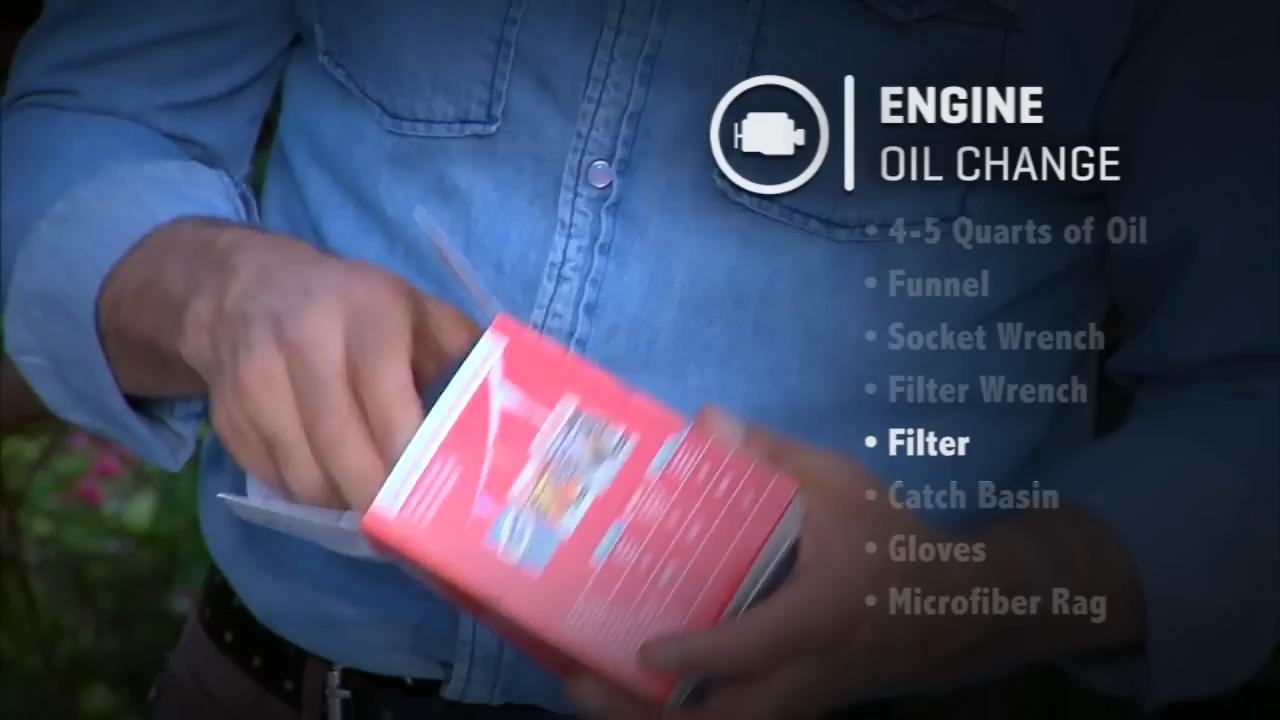 ENGINE
OIL CHANGE
• 4-5 Quarts of Oil
• Funnel
• Socket Wrench
• Filter Wrench
• Filter
• Catch Basin
• Gloves
• Microfiber Rag